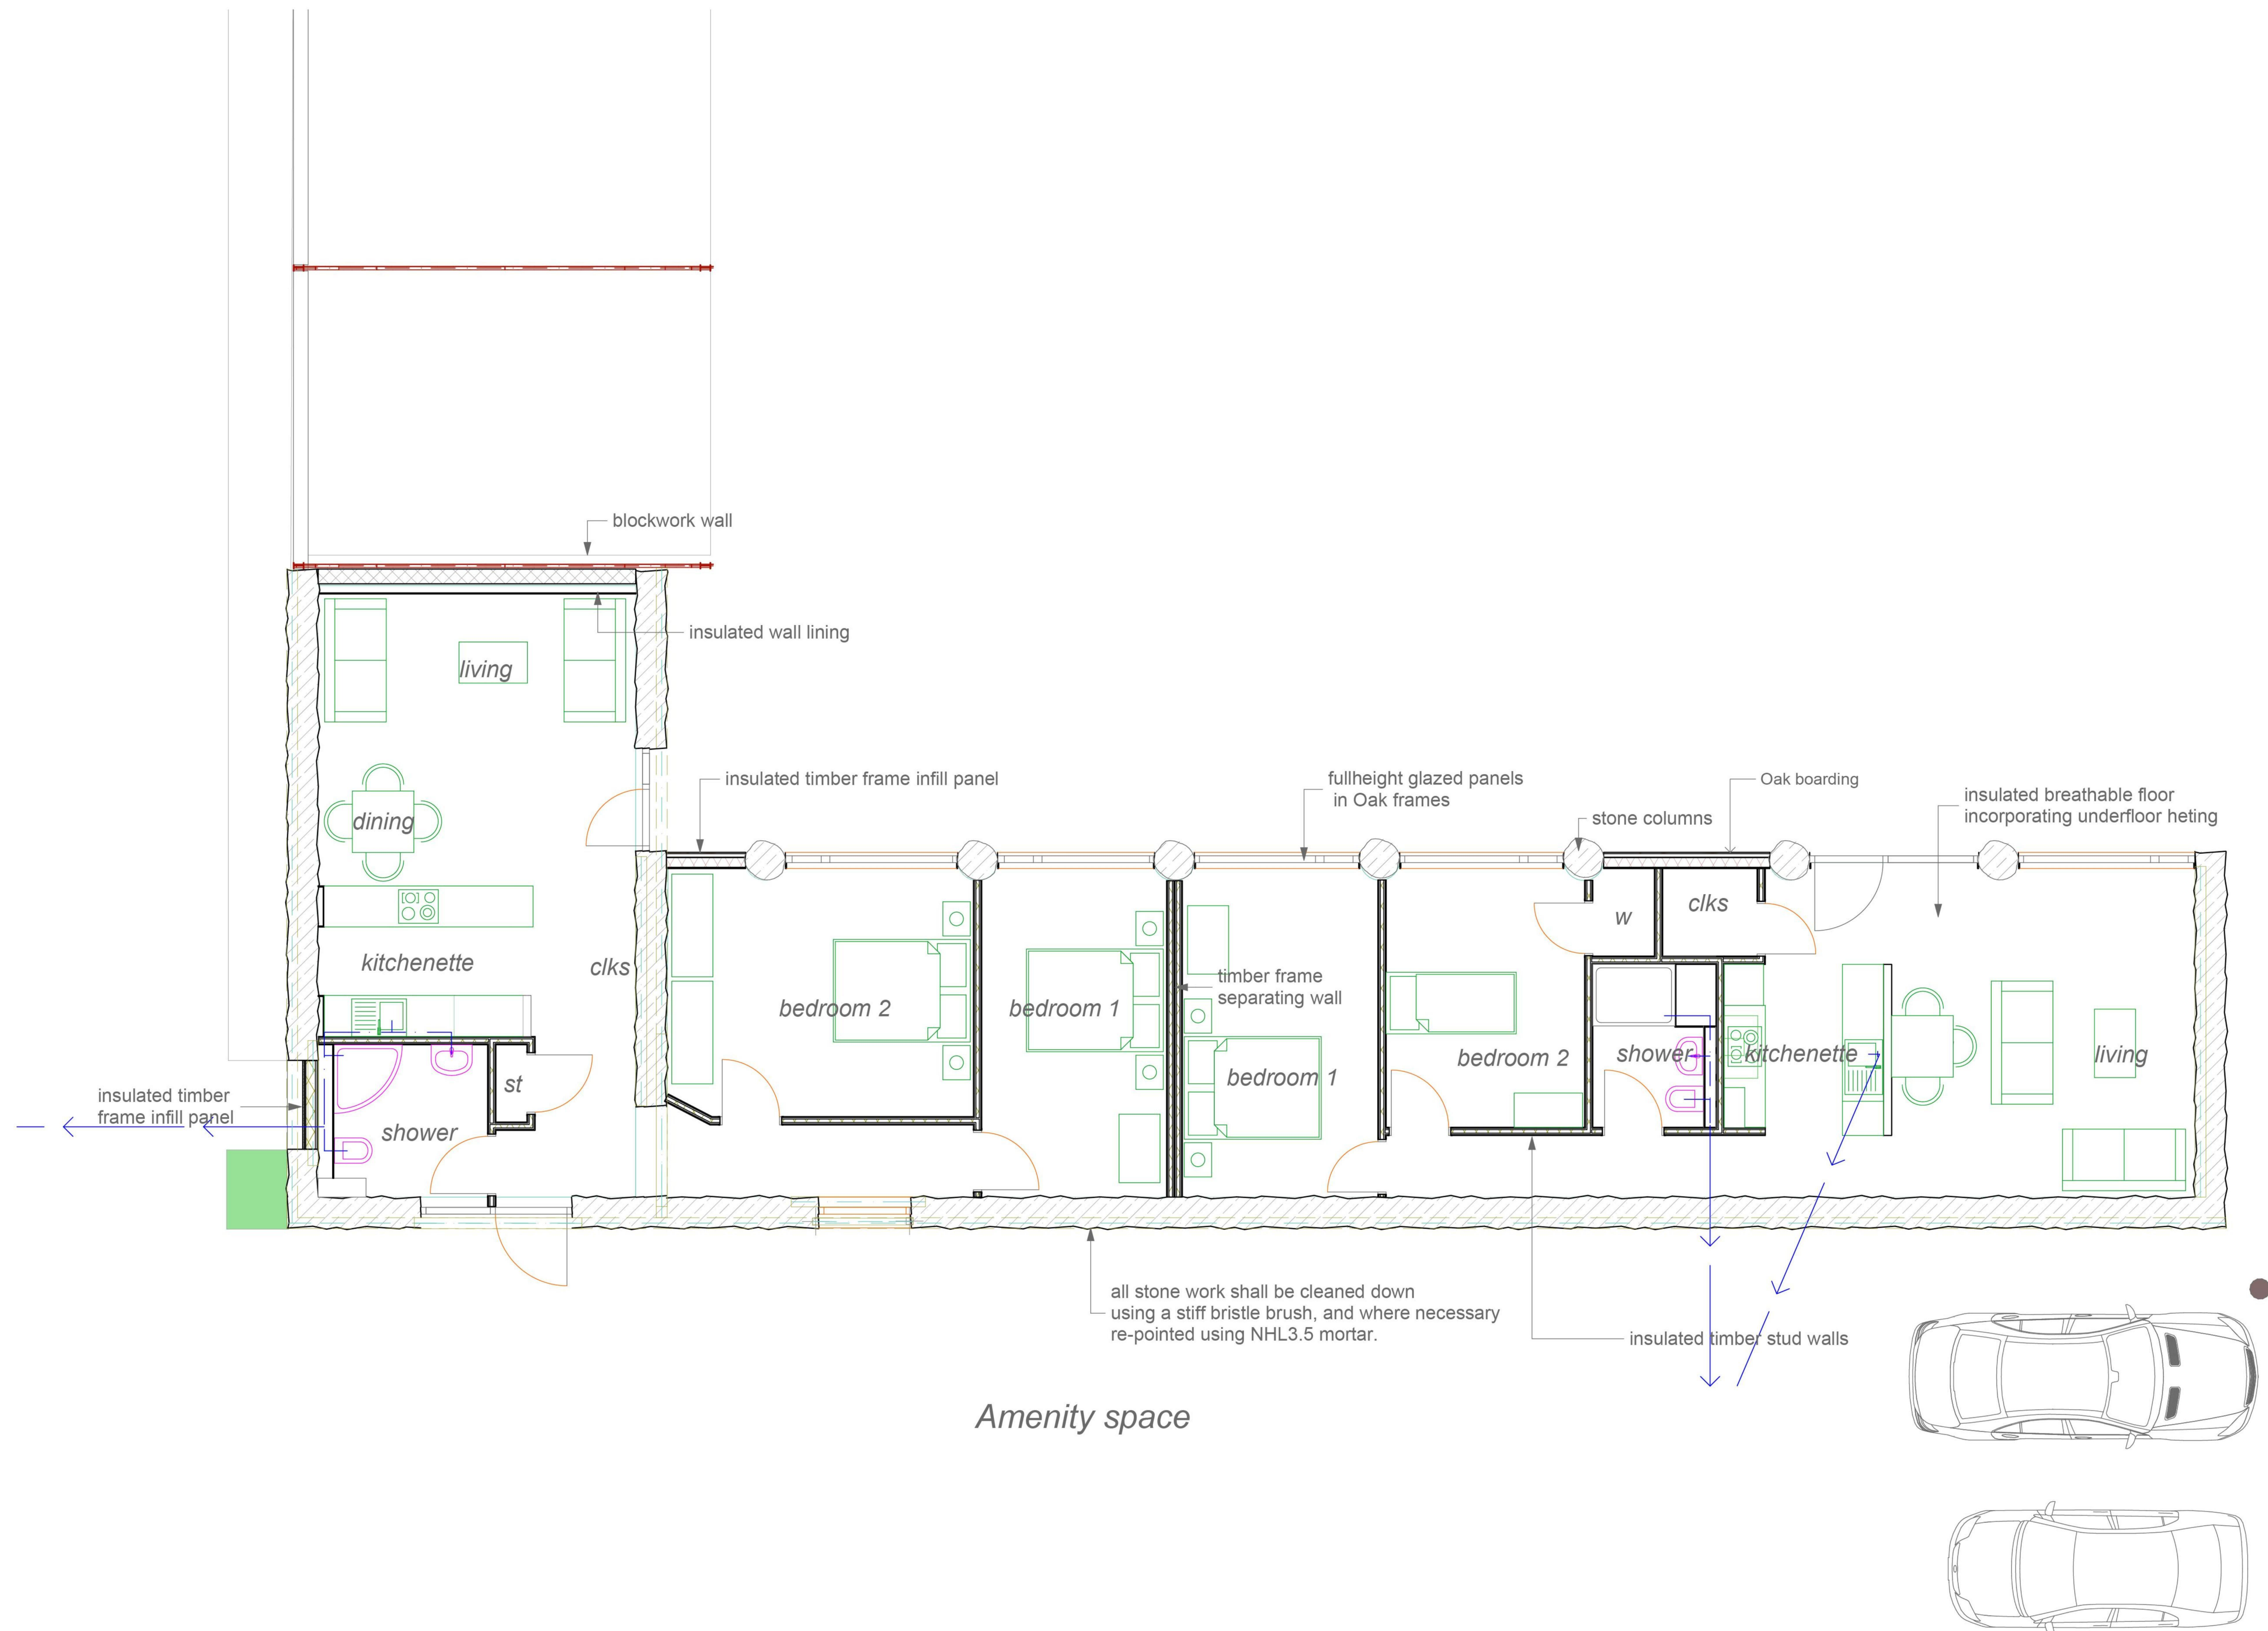 blockwork wall
insulated wall lining
living
insulated timber frame infill panel
fullheight glazed panels
in Oak frames
Oak boarding
stone columns
insulated breathable floor
incorporating underfloor heting
dining
kitchenette
clks
bedroom 2
bedroom 1
timber frame
separating wall
bedroom 1
bedroom 2
w
clks
shower
kitchenette
living
st
insulated timber
frame infill panel
shower
all stone work shall be cleaned down
using a stiff bristle brush, and where necessary
re-pointed using NHL3.5 mortar.
insulated timber stud walls
Amenity space